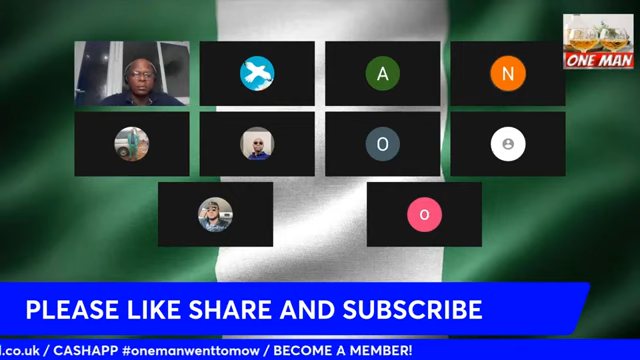 ONE MAN
A
N
O
O
PLEASE LIKE SHARE AND SUBSCRIBE
.co.uk / CASHAPP #onemanwenttomow / BECOME A MEMBER!